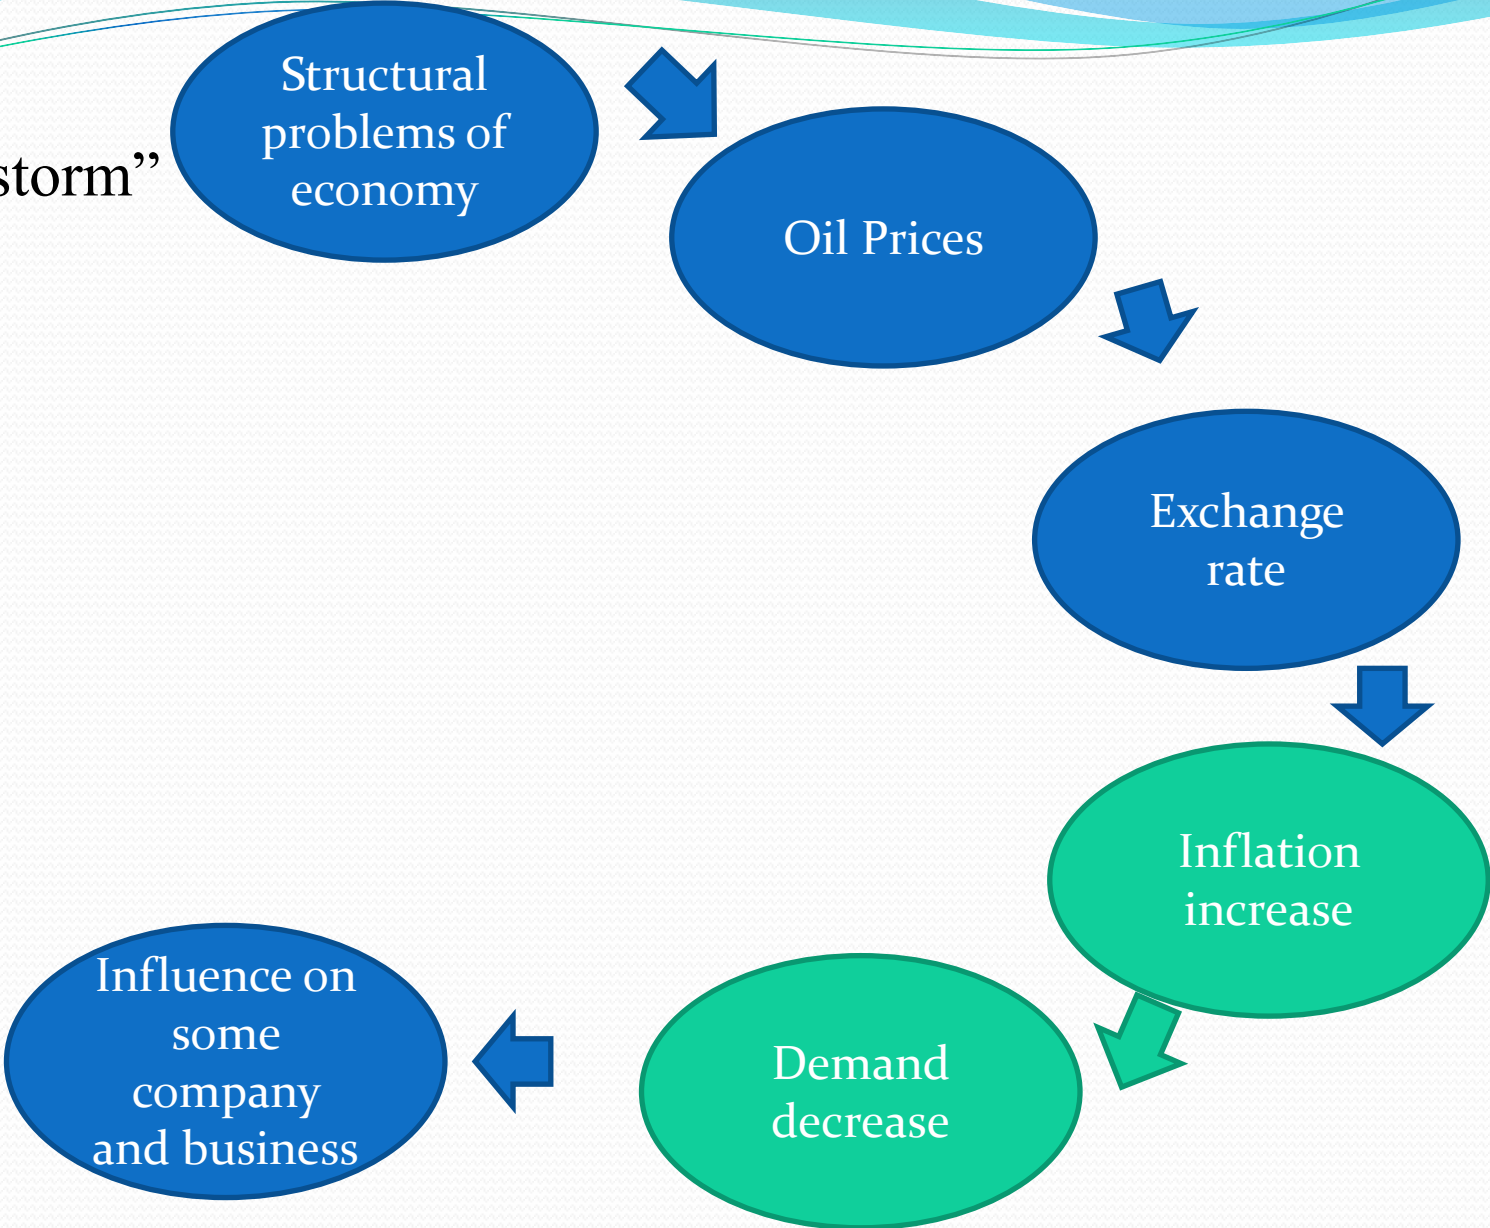 storm”
Structural
problems of
economy
Oil Prices
Exchange
rate
Inflation
increase
Demand
decrease
Influence on
some
company
and business